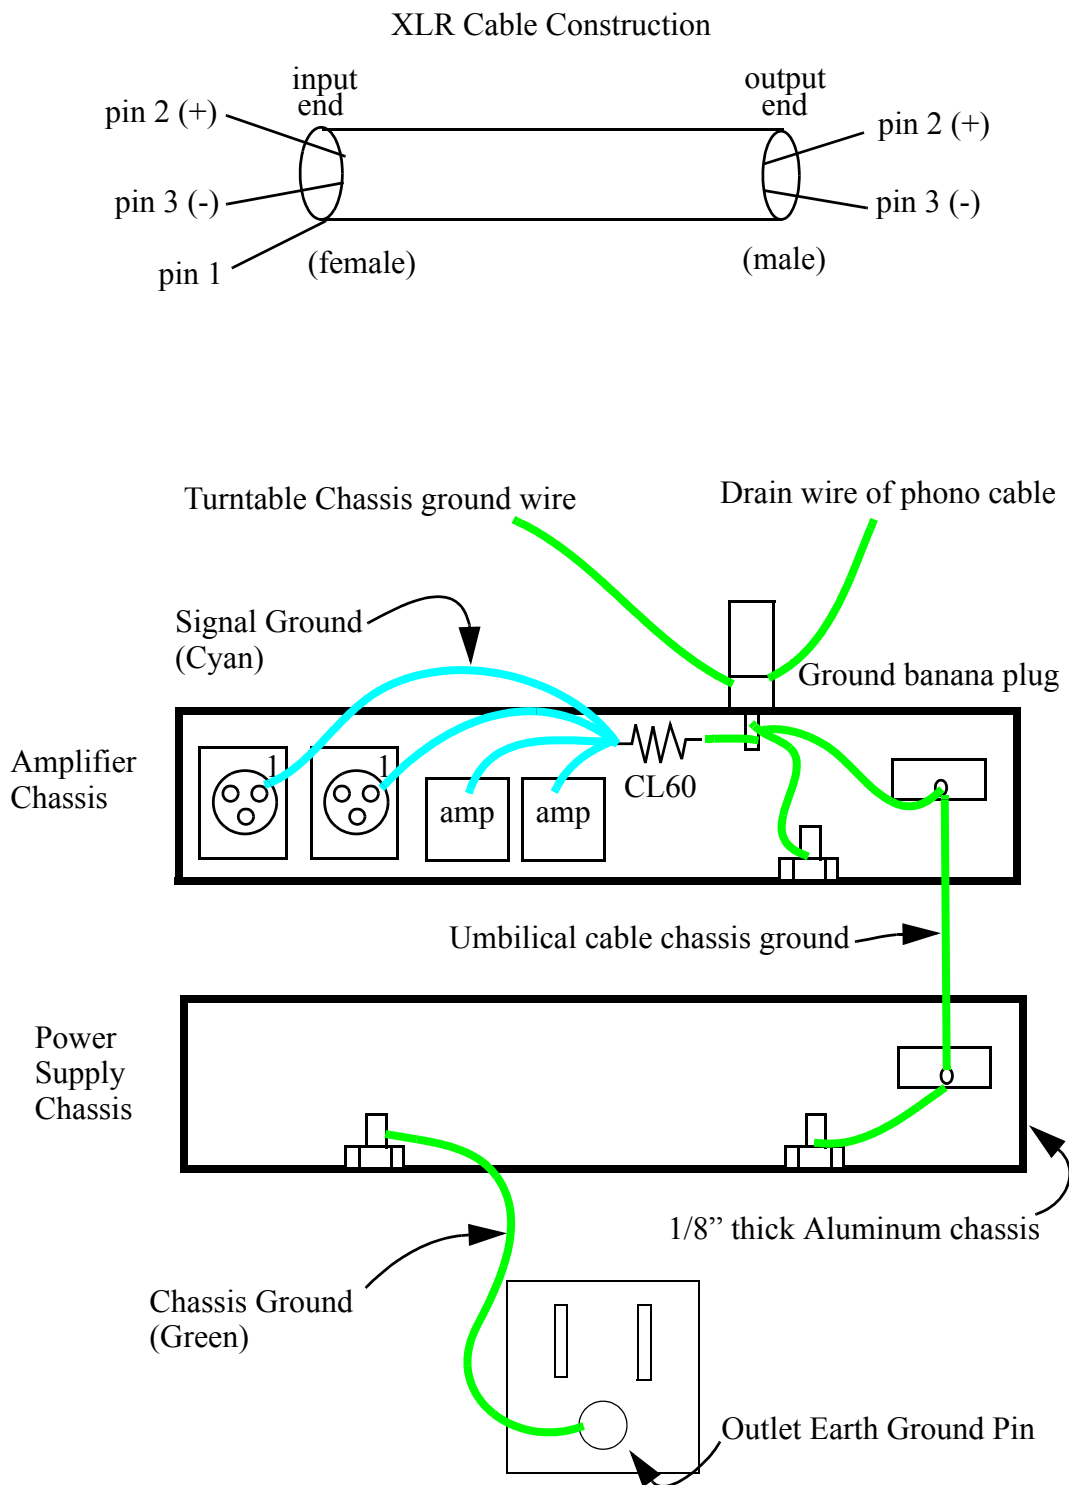 XLR Cable Construction
input
end
output
end
pin 2 (+)
pin 2 (+)
pin 3 (-)
pin 3 (-)
pin 1
(female)
(male)
Turntable Chassis ground wire
Drain wire of phono cable
Signal Ground
(Cyan)
Ground banana plug
Amplifier
Chassis
1
1
CL60
amp
amp
Umbilical cable chassis ground
Power
Supply
Chassis
1/8” thick Aluminum chassis
Chassis Ground
(Green)
Outlet Earth Ground Pin